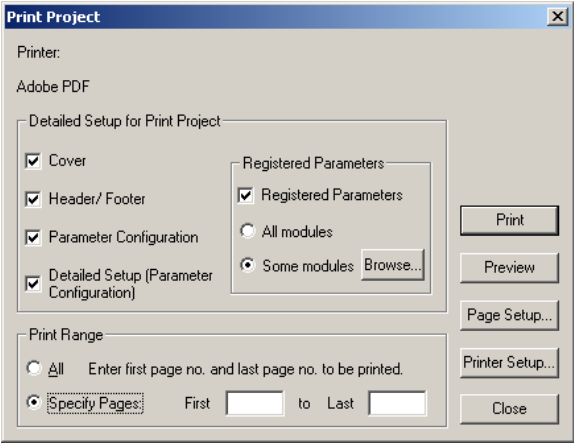 Print Project
Printer:
Adobe PDF
Detailed Setup for Print Project
Cover
Header/ Footer
Parameter Configuration
Detailed Setup (Parameter
Configuration)
Registered Parameters
Registered Parameters
All modules
Some modules Browse...
Print
Preview
Page Setup...
Printer Setup...
Close
Print Range
All Enter first page no. and last page no. to be printed.
Specify Pages: First to Last